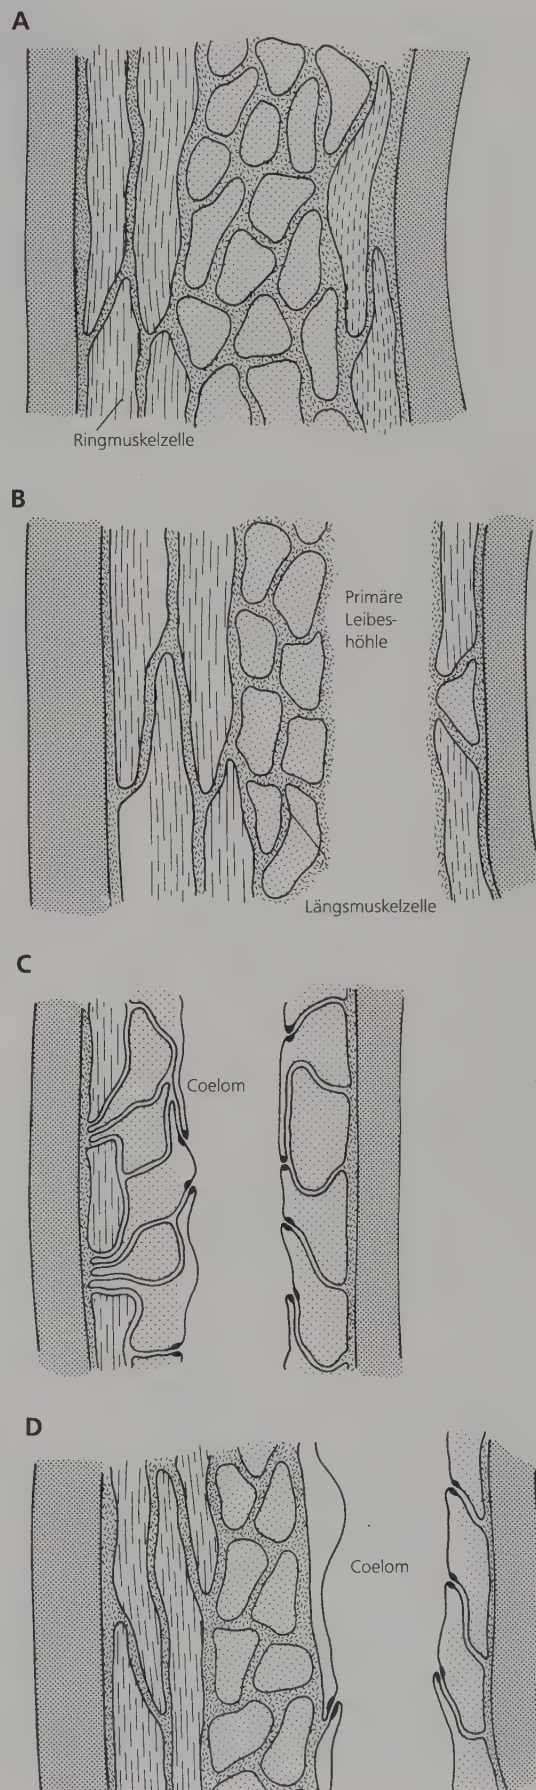 A
Ringmuskelzelle
B
Primäre
Leibes-
höhle
Längsmuskelzelle
C
Coelom
D
Coelom